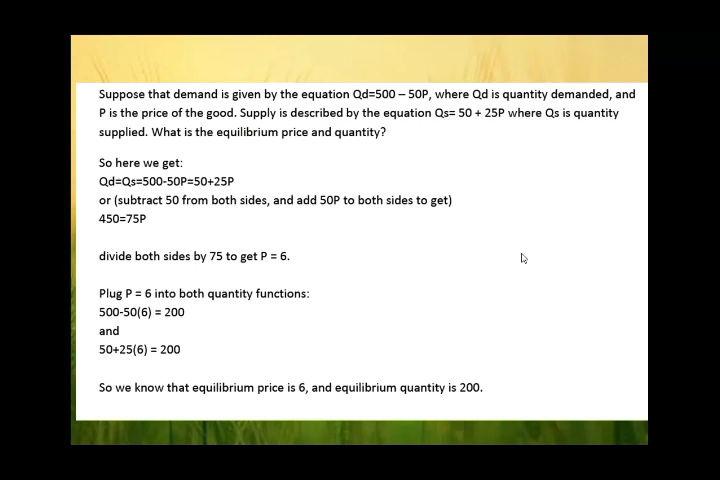 Suppose that demand is given by the equation Qd=500 – 50P, where Qd is quantity demanded, and
P is the price of the good. Supply is described by the equation Qs= 50 + 25P where Qs is quantity
supplied. What is the equilibrium price and quantity?
So here we get:
Qd=Qs=500-50P=50+25P
or (subtract 50 from both sides, and add 50P to both sides to get)
450=75P
divide both sides by 75 to get P = 6.
Plug P = 6 into both quantity functions:
500-50(6) = 200
and
50+25(6) = 200
So we know that equilibrium price is 6, and equilibrium quantity is 200.